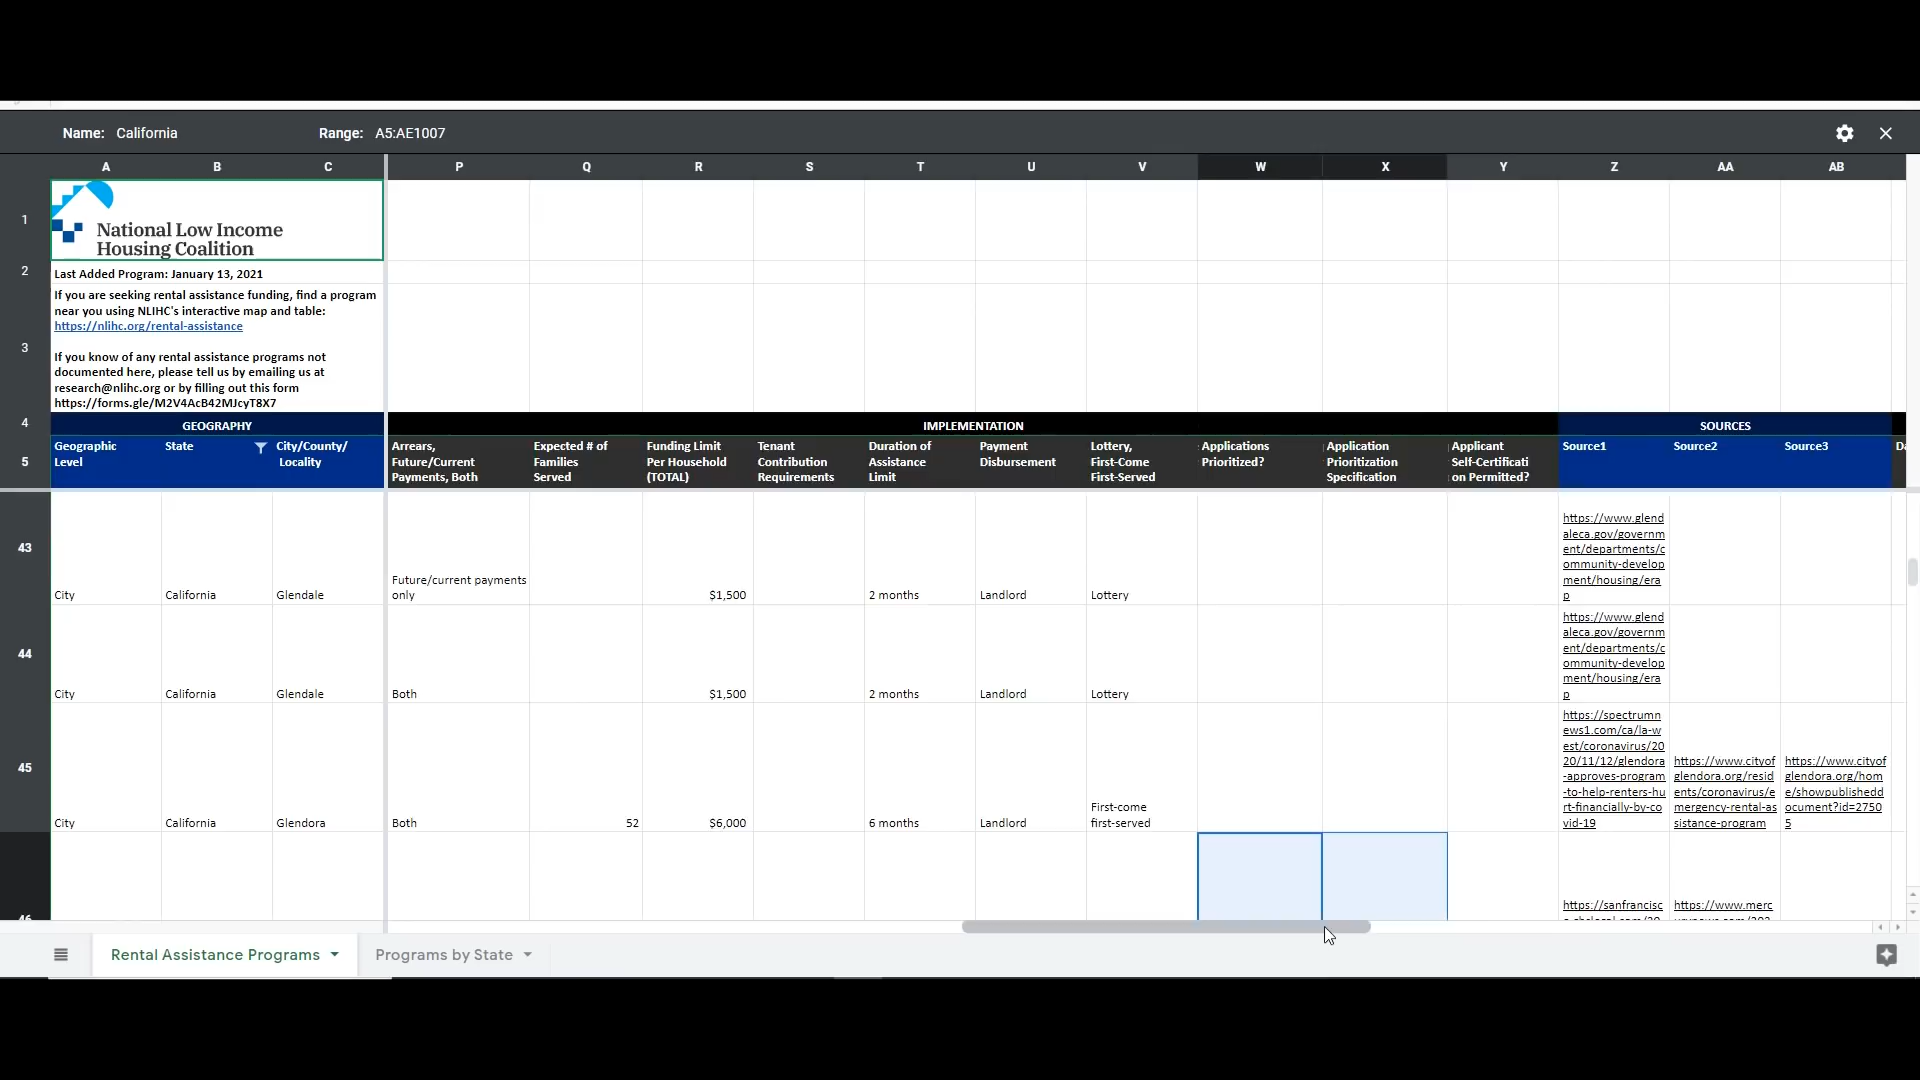 Name: California Range: A5:AE1007
A B C P Q R S T U V W X Y Z AA AB
1
National Low Income
Housing Coalition
2
Last Added Program: January 13, 2021
3
If you are seeking rental assistance funding, find a program
near you using NLIHC's interactive map and table:
https://nlihc.org/rental-assistance
If you know of any rental assistance programs not
documented here, please tell us by emailing us at
research@nlihc.org or by filling out this form
https://forms.gle/M2V4AcB42MJcyT8X7
4
GEOGRAPHY IMPLEMENTATION SOURCES
5
Geographic
Level
State
City/County/
Locality
Arrears,
Future/Current
Payments, Both
Expected # of
Families
Served
Funding Limit
Per Household
(TOTAL)
Tenant
Contribution
Requirements
Duration of
Assistance
Limit
Payment
Disbursement
Lottery,
First-Come
First-Served
Applications
Prioritized?
Application
Prioritization
Specification
Applicant
Self-Certificati
on Permitted?
Source1
Source2
Source3
43
City
California
Glendale
Future/current payments
only
$1,500
2 months
Landlord
Lottery
https://www.glend
aleca.gov/governm
ent/departments/c
ommunity-develop
ment/housing/era
p
44
City
California
Glendale
Both
$1,500
2 months
Landlord
Lottery
https://www.glend
aleca.gov/governm
ent/departments/c
ommunity-develop
ment/housing/era
p
45
City
California
Glendora
Both
52
$6,000
6 months
Landlord
First-come
first-served
https://spectrumn
ews1.com/ca/la-w
est/coronavirus/20
20/11/12/glendora
-approves-program
-to-help-renters-hu
rt-financially-by-co
vid-19
https://www.cityof
glendora.org/resid
ents/coronavirus/e
mergency-rental-as
sistance-program
https://www.cityof
glendora.org/hom
e/showpublishedd
ocument?id=2750
5
46
https://sanfrancisc
https://www.merc
Rental Assistance Programs
Programs by State